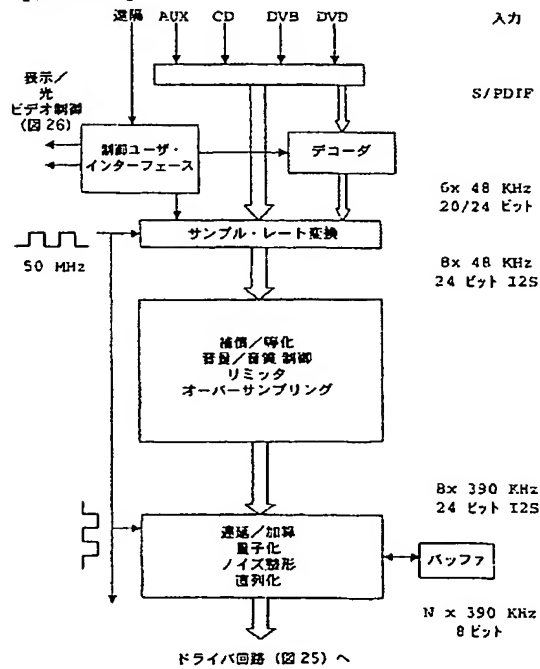 遠隔 AUX CD DVB DVD 入力
表示/
光
ビデオ制御
(図 26)
S/PDIF
制御ユーザ・
インターフェース
デコーダ
6x 48 KHz
20/24 ビット
サンプル・レート変換
50 MHz
8x 48 KHz
24 ビット I2S
補償/等化
音量/音質 制御
リミッタ
オーバーサンプリング
8x 390 KHz
24 ビット I2S
遅延/加算
量子化
ノイズ整形
直列化
バッファ
N x 390 KHz
8 ビット
ドライバ回路 (図 25) へ